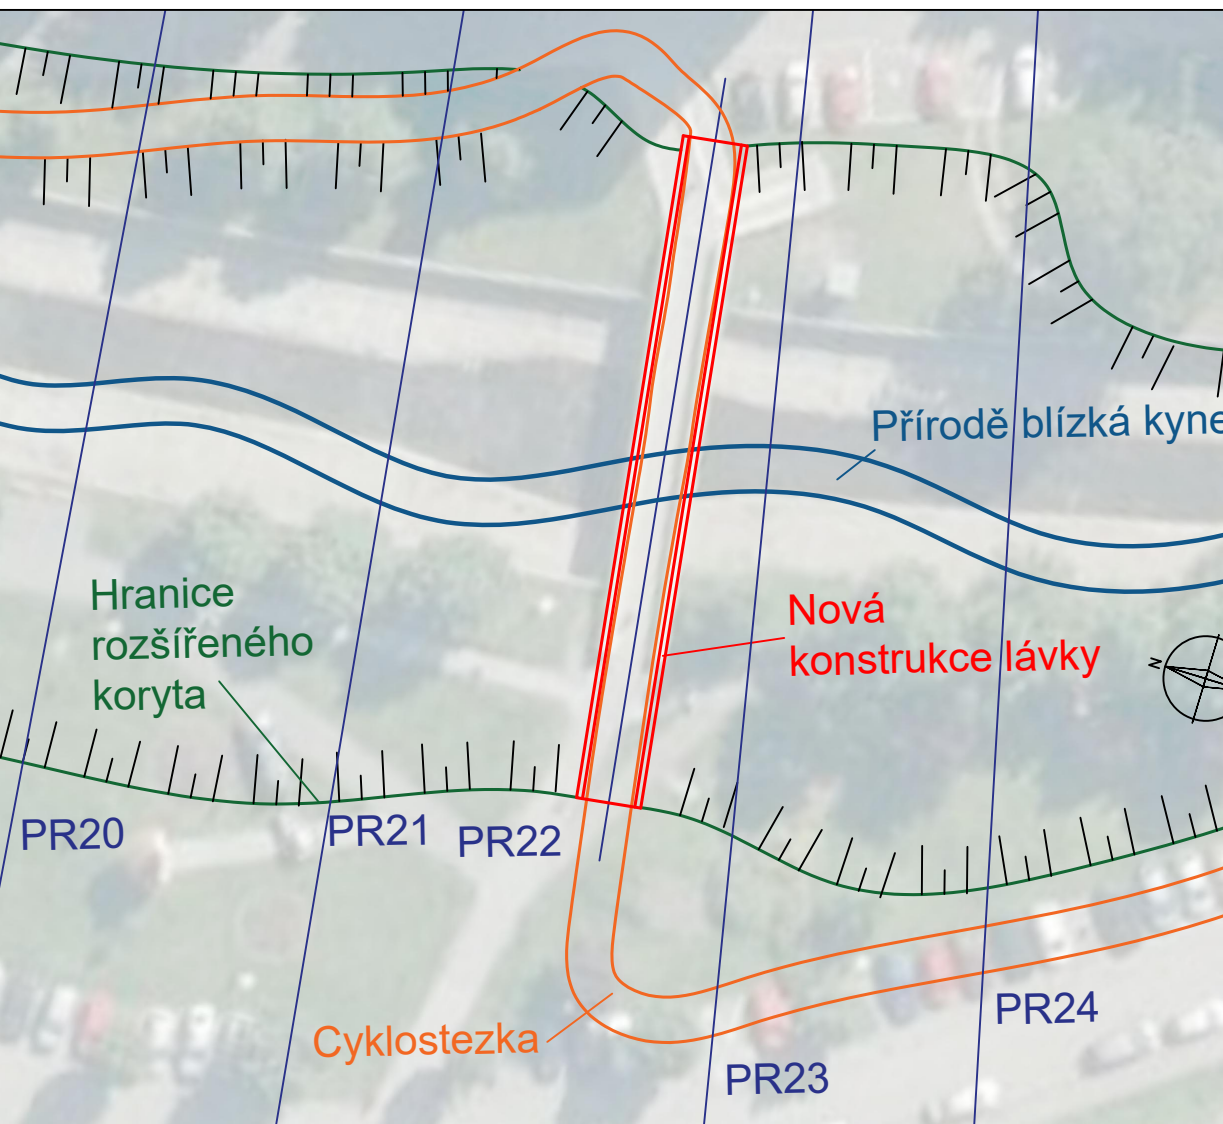 Přírodě blízká kyne
Hranice
rozšířeného
koryta
Nová
konstrukce lávky
N
PR20
PR21
PR22
PR24
Cyklostezka
PR23